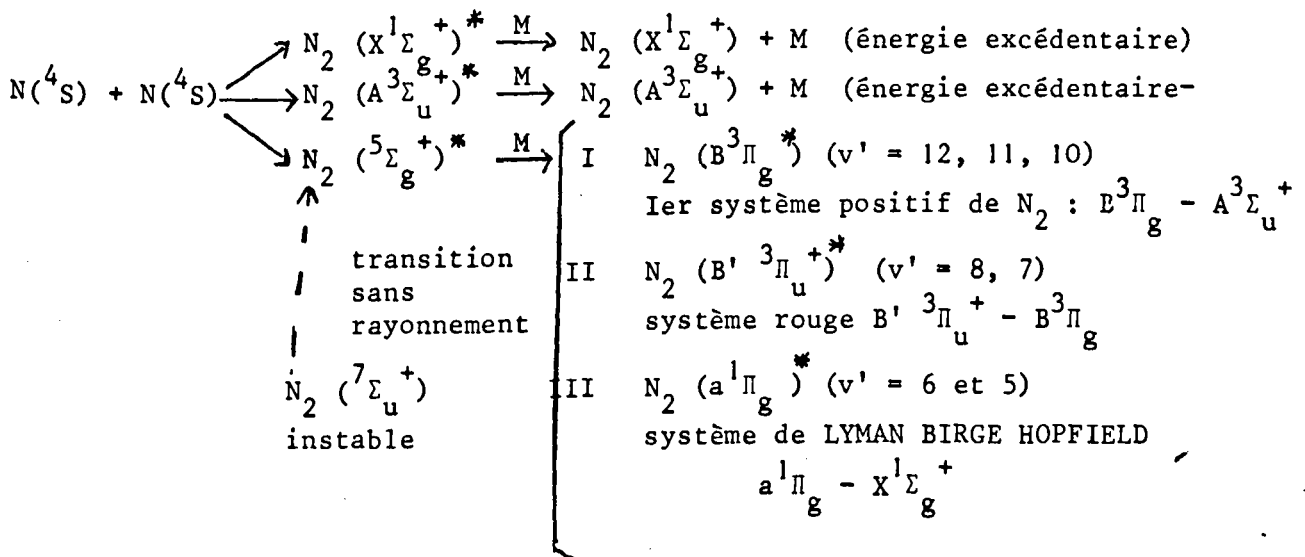 N₂ (X¹Σg⁺)* —M→ N₂ (X¹Σg⁺) + M (énergie excédentaire)
N(⁴S) + N(⁴S) → N₂ (A³Σu⁺)* —M→ N₂ (A³Σu⁺) + M (énergie excédentaire-
N₂ (⁵Σg⁺)* —M→ I N₂ (B³Πg*) (v' = 12, 11, 10)
Ier système positif de N₂ : B³Πg - A³Σu⁺
transition
sans
rayonnement
II N₂ (B' ³Πu⁺)* (v' = 8, 7)
système rouge B' ³Πu⁺ - B³Πg
N₂ (⁷Σu⁺)
instable
III N₂ (a¹Πg)* (v' = 6 et 5)
système de LYMAN BIRGE HOPFIELD
a¹Πg - X¹Σg⁺